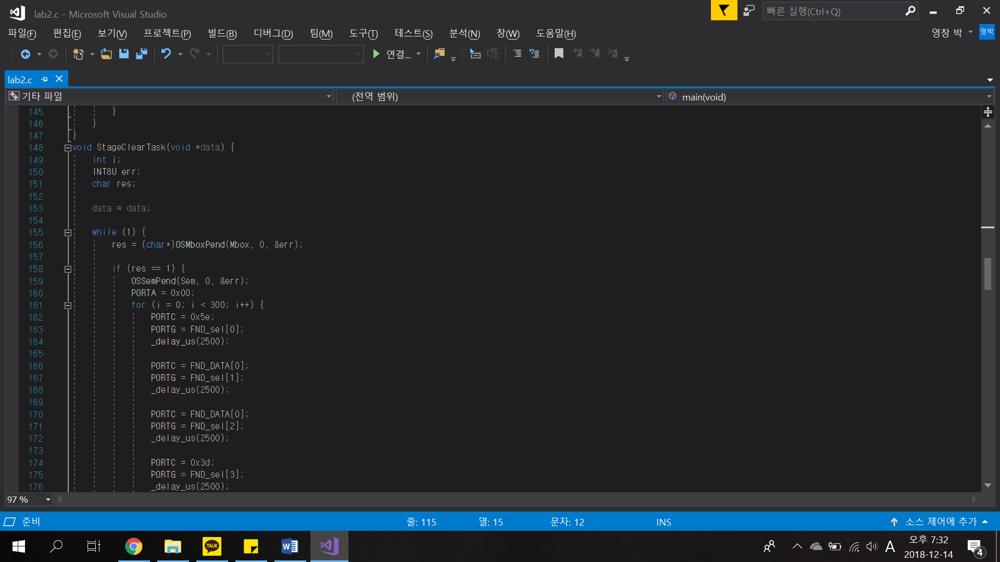 lab2.c - Microsoft Visual Studio
빠른 실행(Ctrl+Q)
파일(F) 편집(E) 보기(V) 프로젝트(P) 빌드(B) 디버그(D) 팀(M) 도구(T) 테스트(S) 분석(N) 창(W) 도움말(H)
영창 박
영박
연결...
lab2.c
기타 파일
(전역 범위)
main(void)
145 }
146 }
147 }
148 void StageClearTask(void *data) {
149 int i;
150 INT8U err;
151 char res;
152
153 data = data;
154
155 while (1) {
156 res = (char*)OSMboxPend(Mbox, 0, &err);
157
158 if (res == 1) {
159 OSSemPend(Sem, 0, &err);
160 PORTA = 0x00;
161 for (i = 0; i < 300; i++) {
162 PORTC = 0x5e;
163 PORTG = FND_sel[0];
164 _delay_us(2500);
165
166 PORTC = FND_DATA[0];
167 PORTG = FND_sel[1];
168 _delay_us(2500);
169
170 PORTC = FND_DATA[0];
171 PORTG = FND_sel[2];
172 _delay_us(2500);
173
174 PORTC = 0x3d;
175 PORTG = FND_sel[3];
176 _delay_us(2500);
97 %
준비
줄: 115
열: 15
문자: 12
INS
소스 제어에 추가
TALK
A
오후 7:32
2018-12-14
4